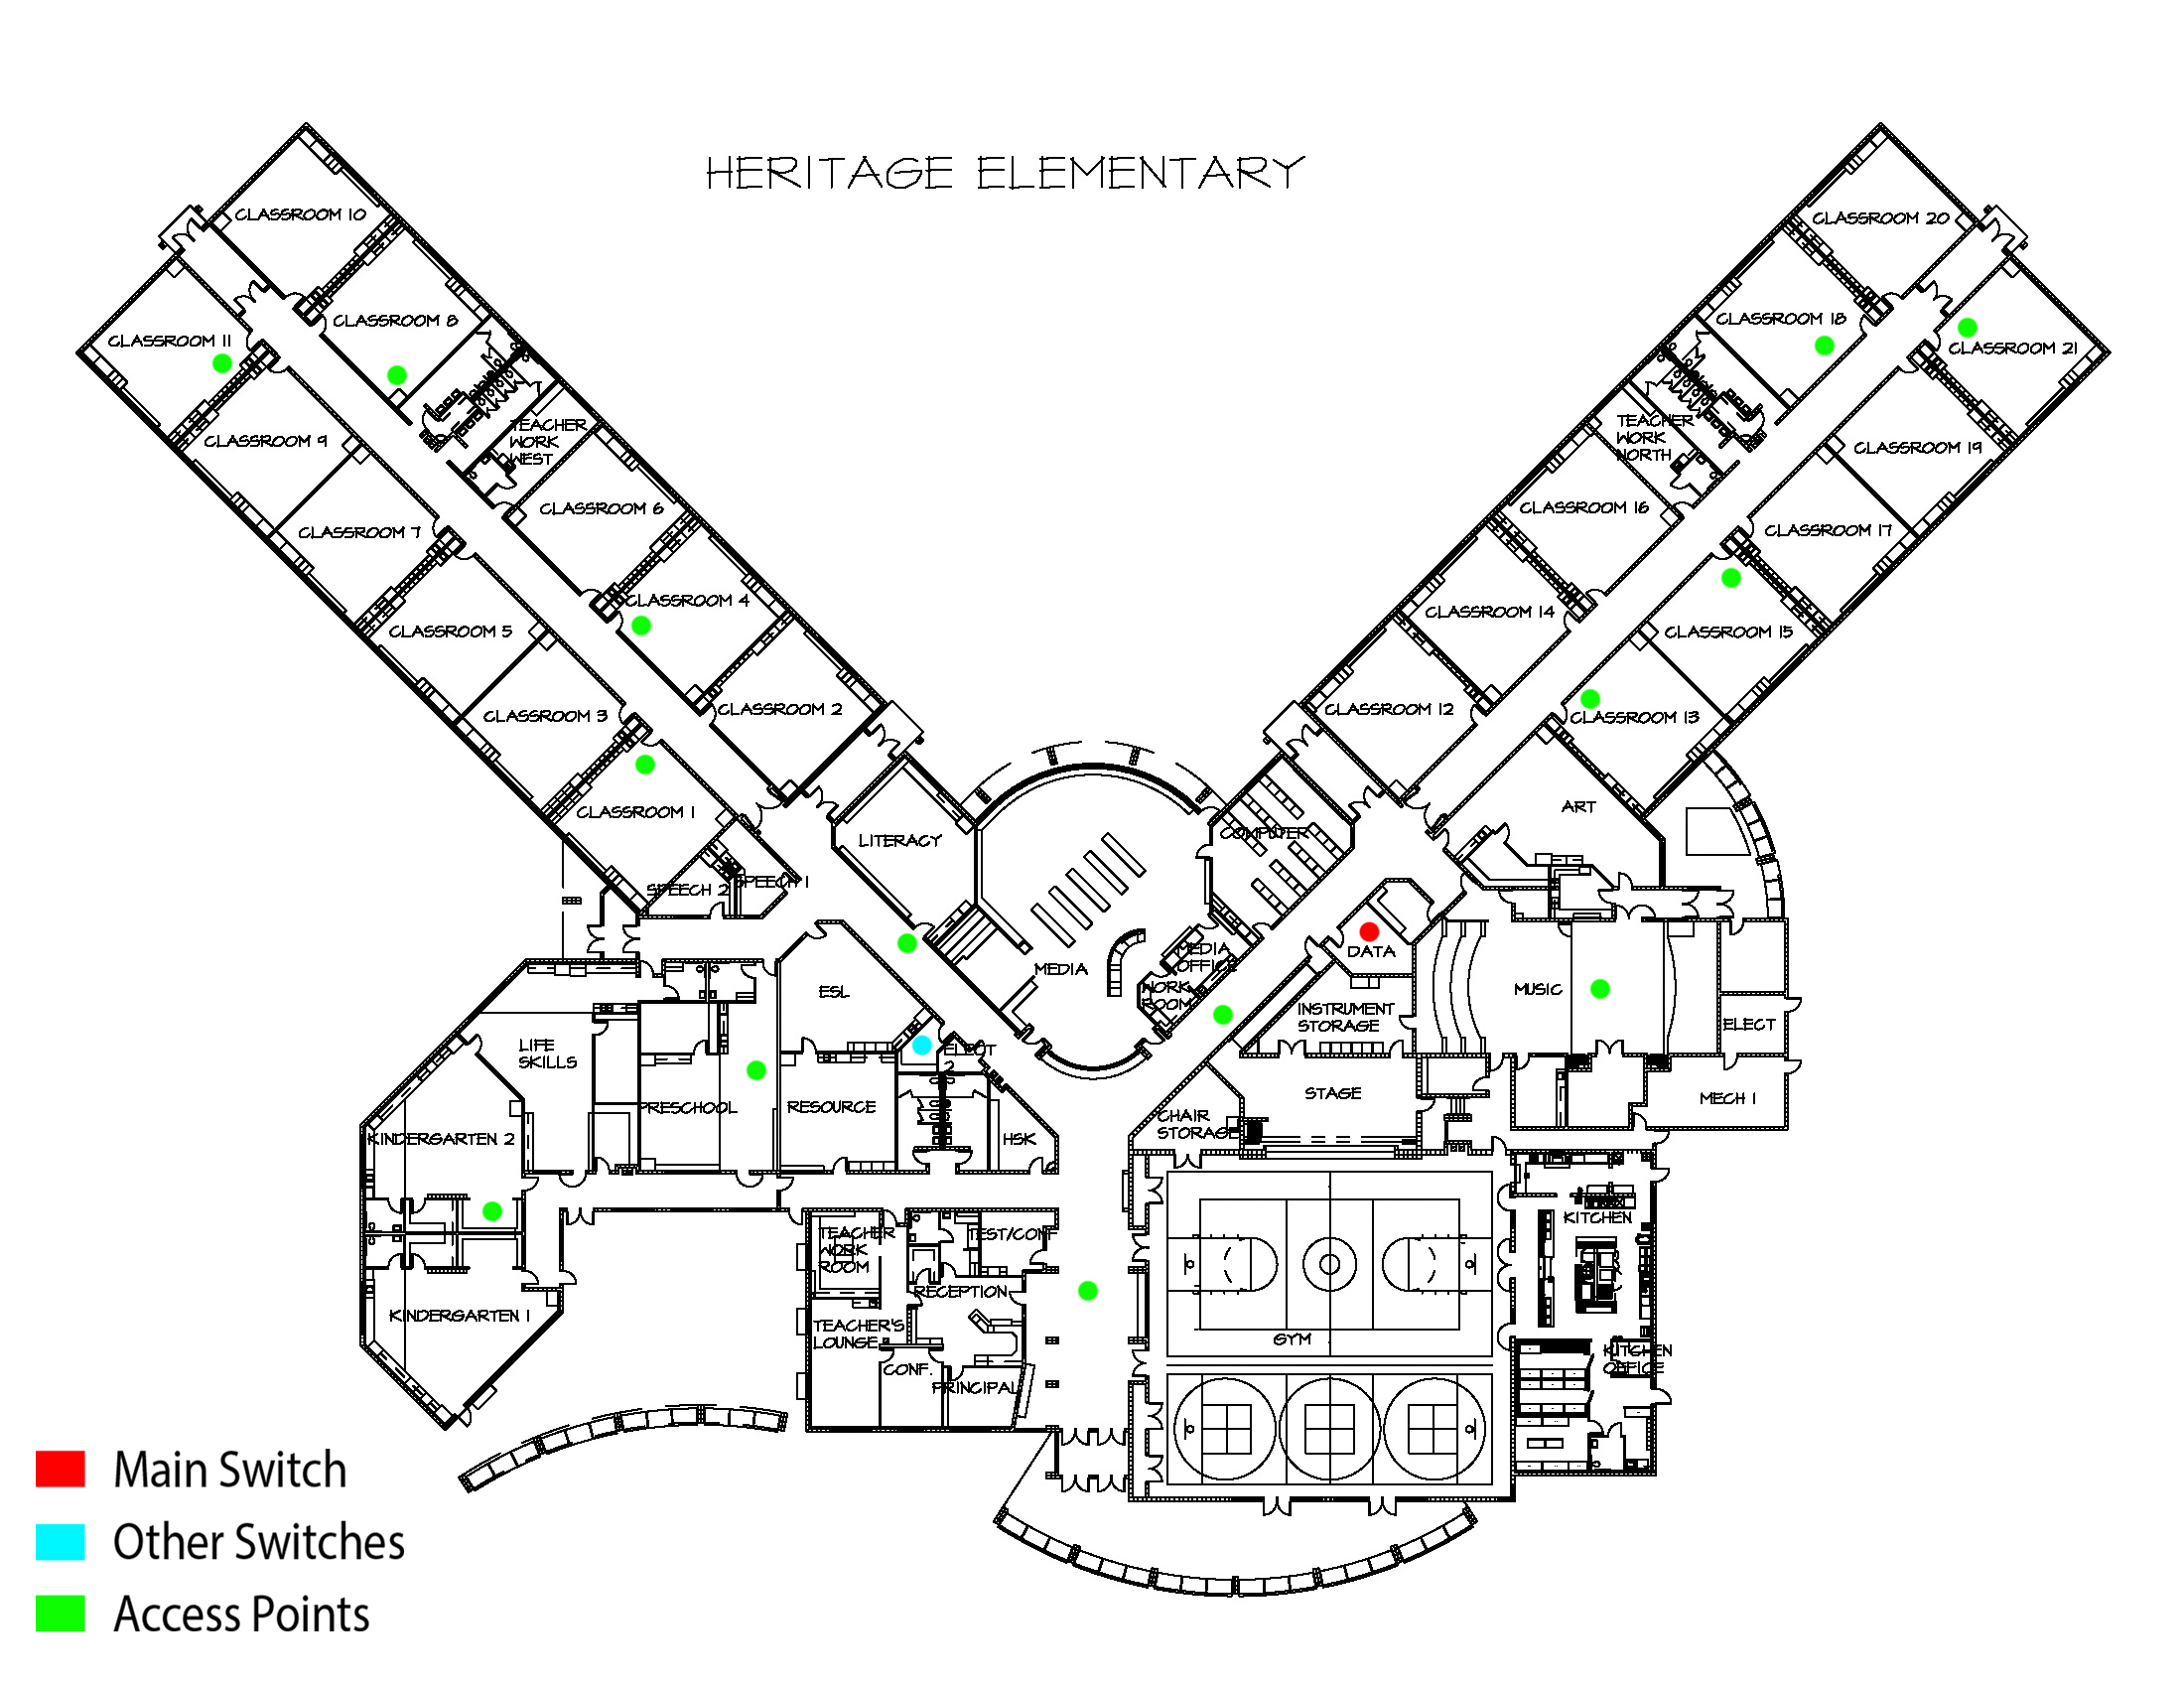 HERITAGE ELEMENTARY
CLASSROOM 10
CLASSROOM 8
CLASSROOM 11
CLASSROOM 9
TEACHER
WORK
WEST
CLASSROOM 7
CLASSROOM 6
CLASSROOM 5
CLASSROOM 4
CLASSROOM 3
CLASSROOM 2
CLASSROOM 1
SPEECH 2
SPEECH 1
LITERACY
MEDIA
COMPUTER
MEDIA
OFFICE
WORK
ROOM
CLASSROOM 20
CLASSROOM 18
CLASSROOM 21
TEACHER
WORK
NORTH
CLASSROOM 19
CLASSROOM 16
CLASSROOM 17
CLASSROOM 14
CLASSROOM 15
CLASSROOM 12
CLASSROOM 13
ART
DATA
INSTRUMENT
STORAGE
MUSIC
ELECT
STAGE
MECH 1
CHAIR
STORAGE
ESL
ELECT
2
LIFE
SKILLS
PRESCHOOL
RESOURCE
HSK
KINDERGARTEN 2
KINDERGARTEN 1
TEACHER
WORK
ROOM
TEST/CONF
RECEPTION
TEACHER'S
LOUNGE
CONF.
PRINCIPAL
GYM
KITCHEN
KITCHEN
OFFICE
Main Switch
Other Switches
Access Points